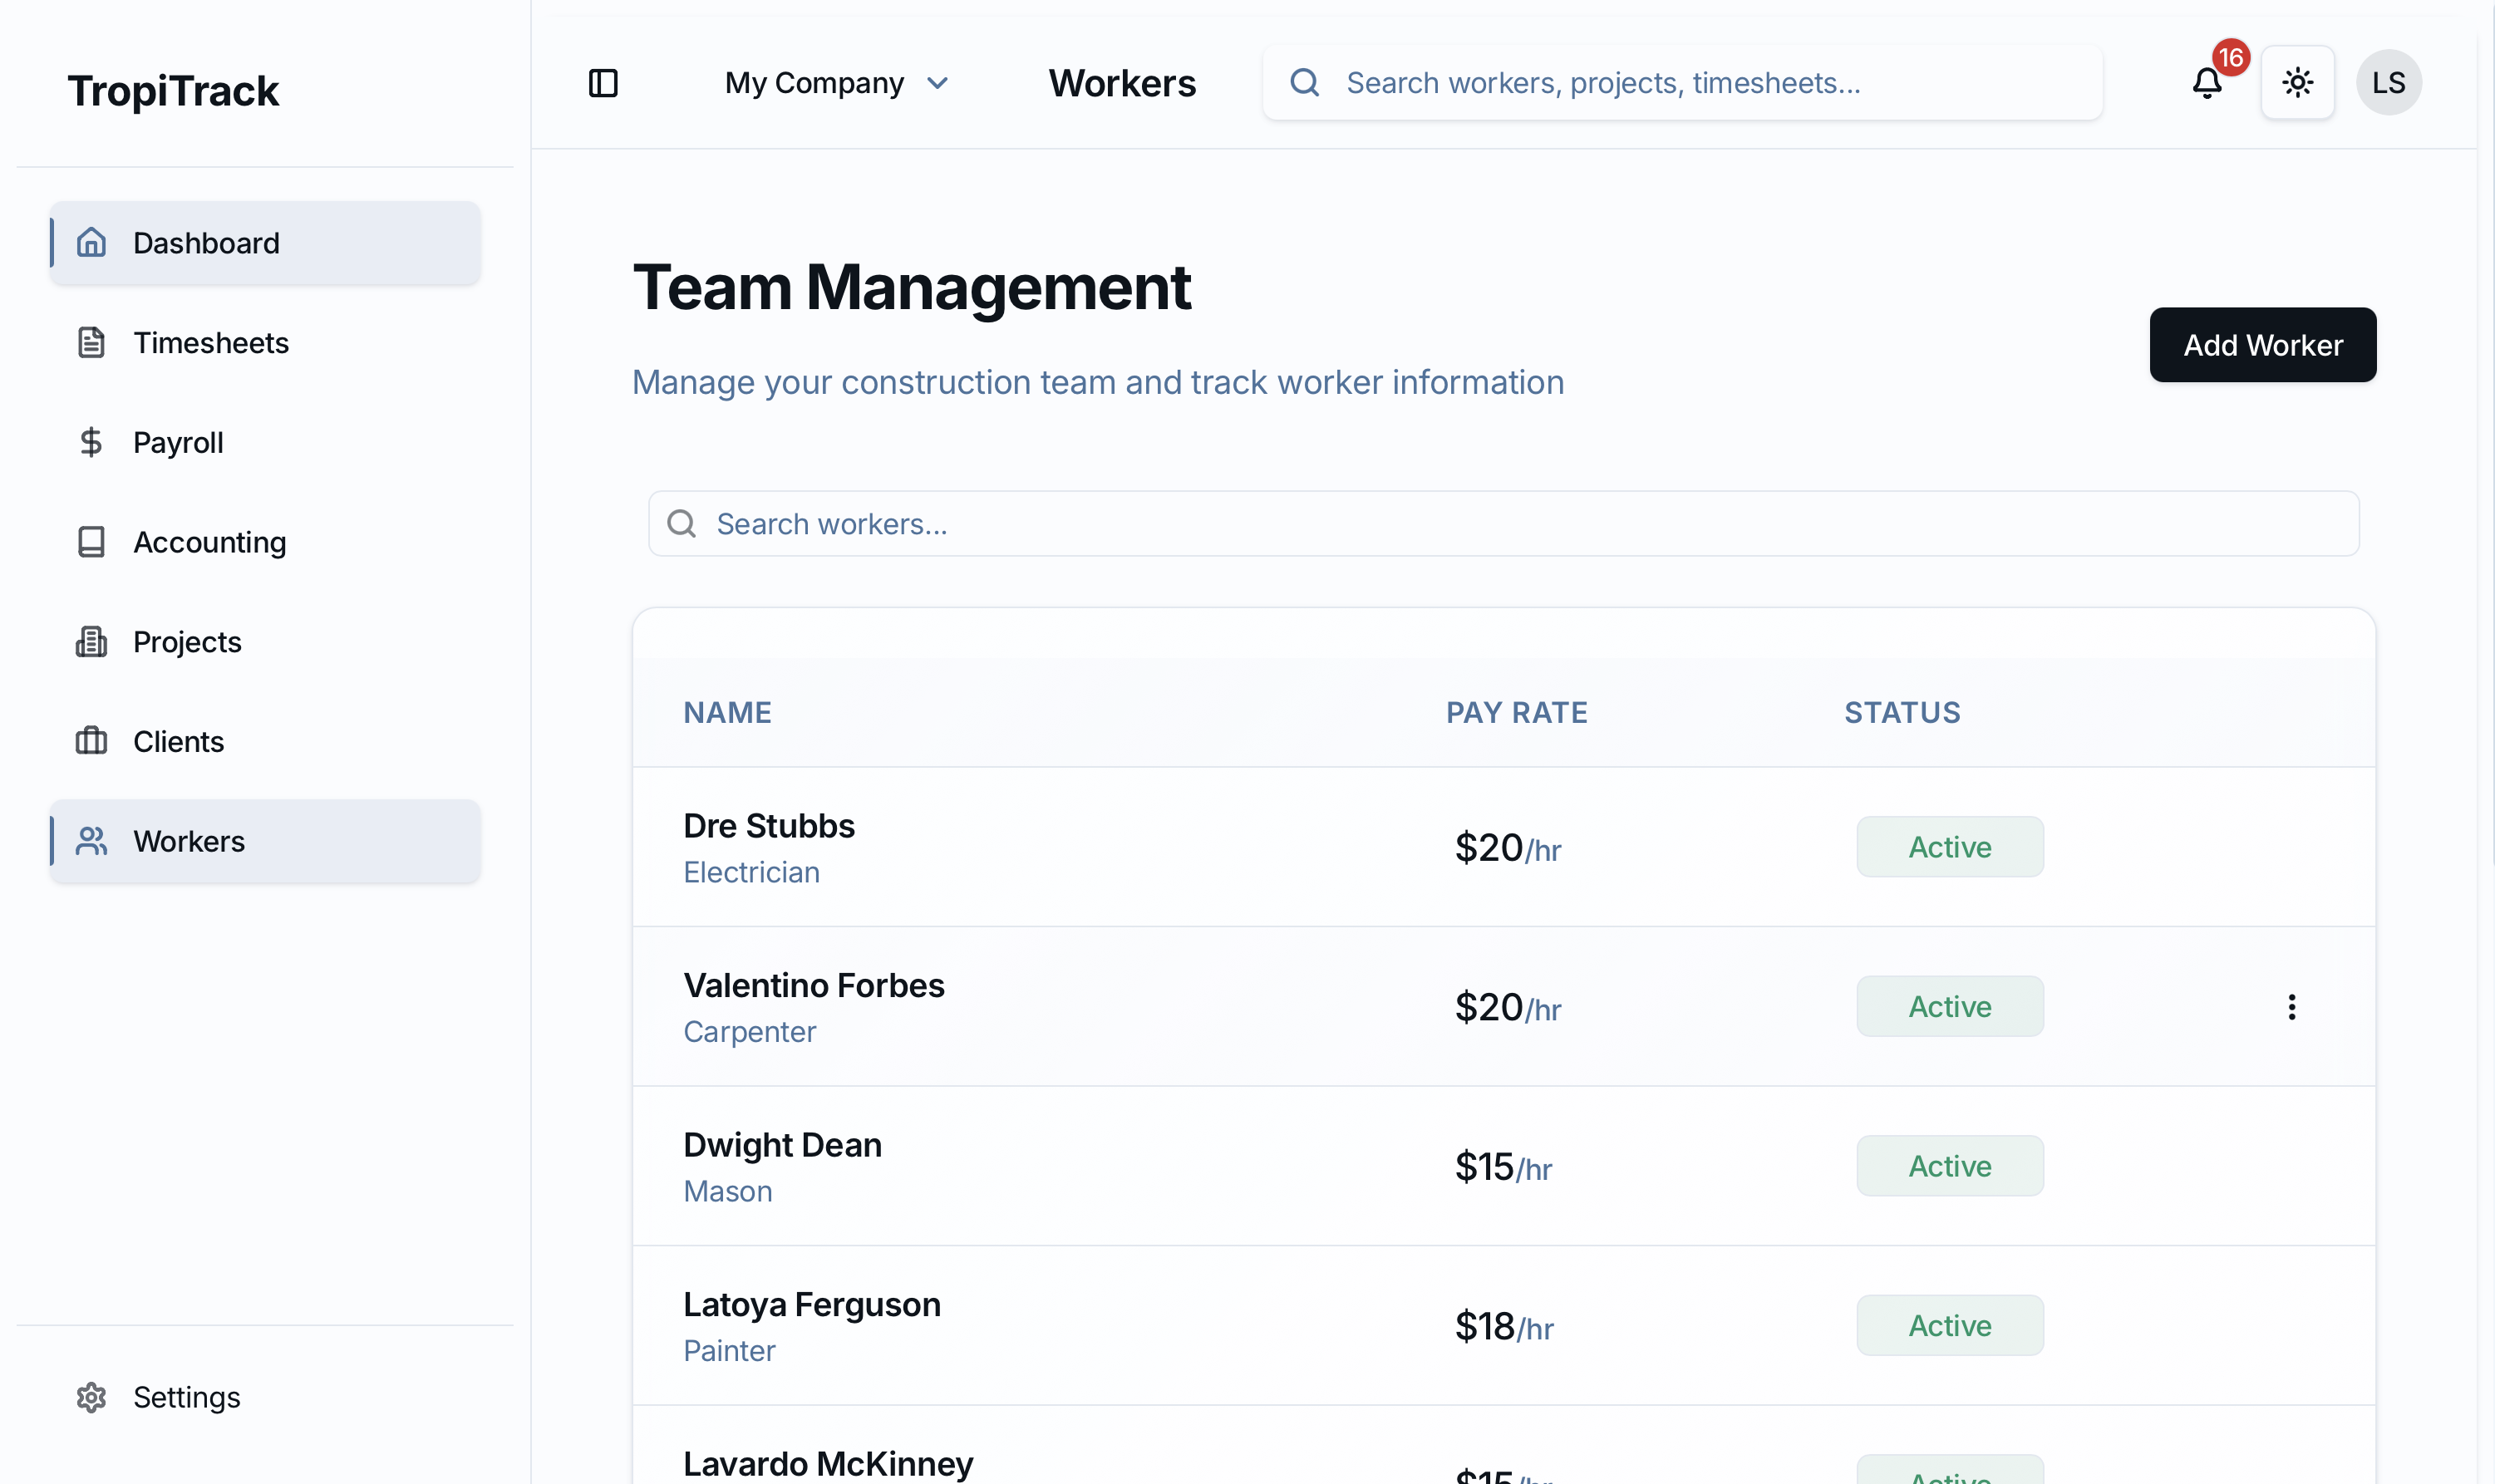 TropiTrack
Dashboard
Timesheets
Payroll
Accounting
Projects
Clients
Workers
Settings
My Company
Workers
Search workers, projects, timesheets...
16
LS
Team Management
Manage your construction team and track worker information
Add Worker
Search workers...
NAME PAY RATE STATUS
Dre Stubbs
Electrician
$20/hr
Active
Valentino Forbes
Carpenter
$20/hr
Active
Dwight Dean
Mason
$15/hr
Active
Latoya Ferguson
Painter
$18/hr
Active
Lavardo McKinney
$15/hr
Active